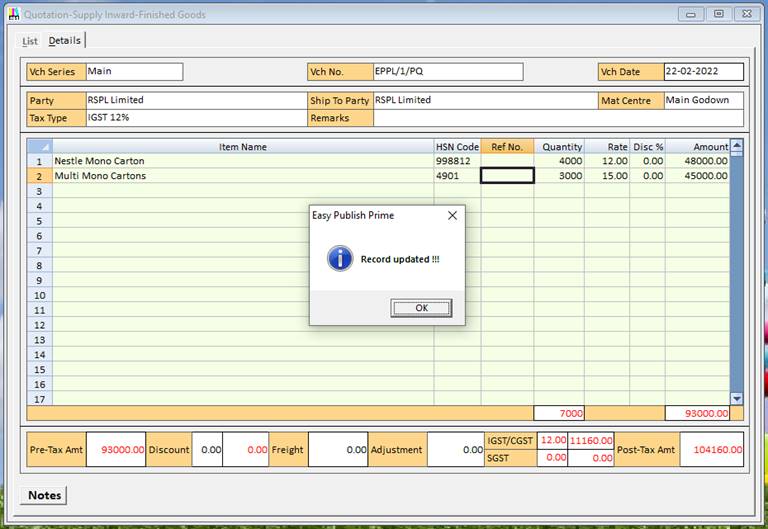 Quotation-Supply Inward-Finished Goods
List Details
Vch Series Main Vch No. EPPL/1/PQ Vch Date 22-02-2022
Party RSPL Limited Ship To Party RSPL Limited Mat Centre Main Godown
Tax Type IGST 12% Remarks
Item Name HSN Code Ref No. Quantity Rate Disc % Amount
1 Nestle Mono Carton 998812 4000 12.00 0.00 48000.00
2 Multi Mono Cartons 4901 3000 15.00 0.00 45000.00
3
4
5
6
7
8
9
10
11
12
13
14
15
16
17
Easy Publish Prime
Record updated !!!
OK
7000 93000.00
Pre-Tax Amt 93000.00 Discount 0.00 0.00 Freight 0.00 Adjustment 0.00 IGST/CGST 12.00 11160.00 Post-Tax Amt 104160.00
SGST 0.00 0.00
Notes